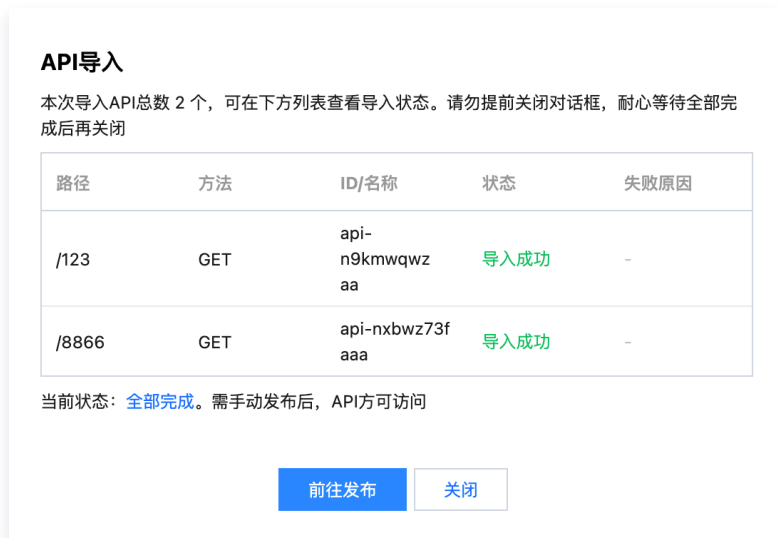 API导入
本次导入API总数 2 个，可在下方列表查看导入状态。请勿提前关闭对话框，耐心等待全部完
成后再关闭
路径 方法 ID/名称 状态 失败原因
api-
/123 GET n9kmwqwz 导入成功 -
aa
/8866 GET api-nxbwz73f 导入成功 -
aaa
当前状态：全部完成。需手动发布后，API方可访问
前往发布 关闭